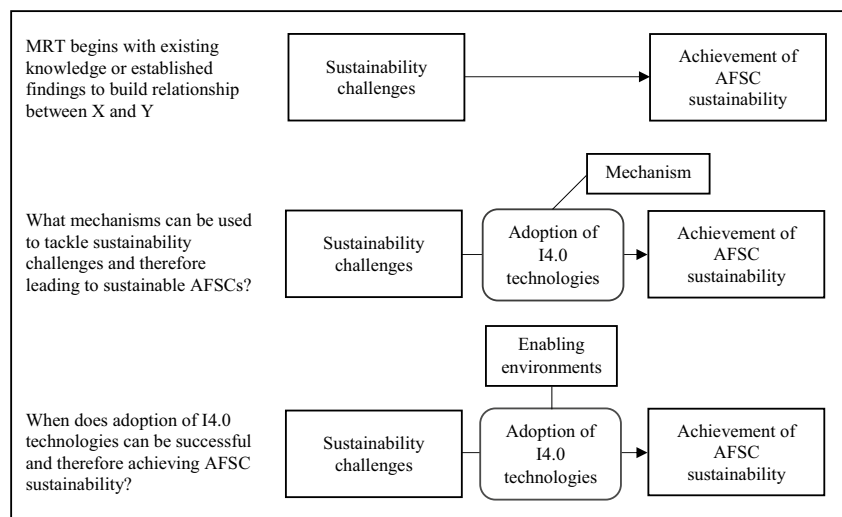 MRT begins with existing
knowledge or established
findings to build relationship
between X and Y
Sustainability
challenges
Achievement of
AFSC
sustainability
What mechanisms can be used
to tackle sustainability
challenges and therefore
leading to sustainable AFSCs?
Mechanism
Sustainability
challenges
Adoption of
I4.0
technologies
Achievement of
AFSC
sustainability
When does adoption of I4.0
technologies can be successful
and therefore achieving AFSC
sustainability?
Enabling
environments
Sustainability
challenges
Adoption of
I4.0
technologies
Achievement of
AFSC
sustainability